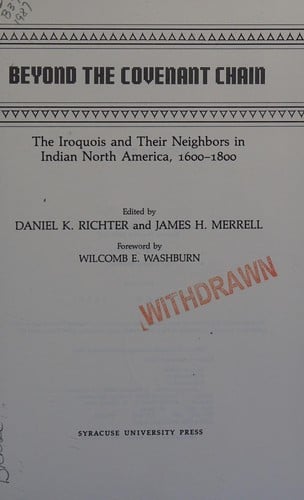 1987
BEYOND THE COVENANT CHAIN
The Iroquois and Their Neighbors in
Indian North America, 1600–1800
Edited by
DANIEL K. RICHTER and JAMES H. MERRELL
Foreword by
WILCOMB E. WASHBURN
WITHDRAWN
SYRACUSE UNIVERSITY PRESS